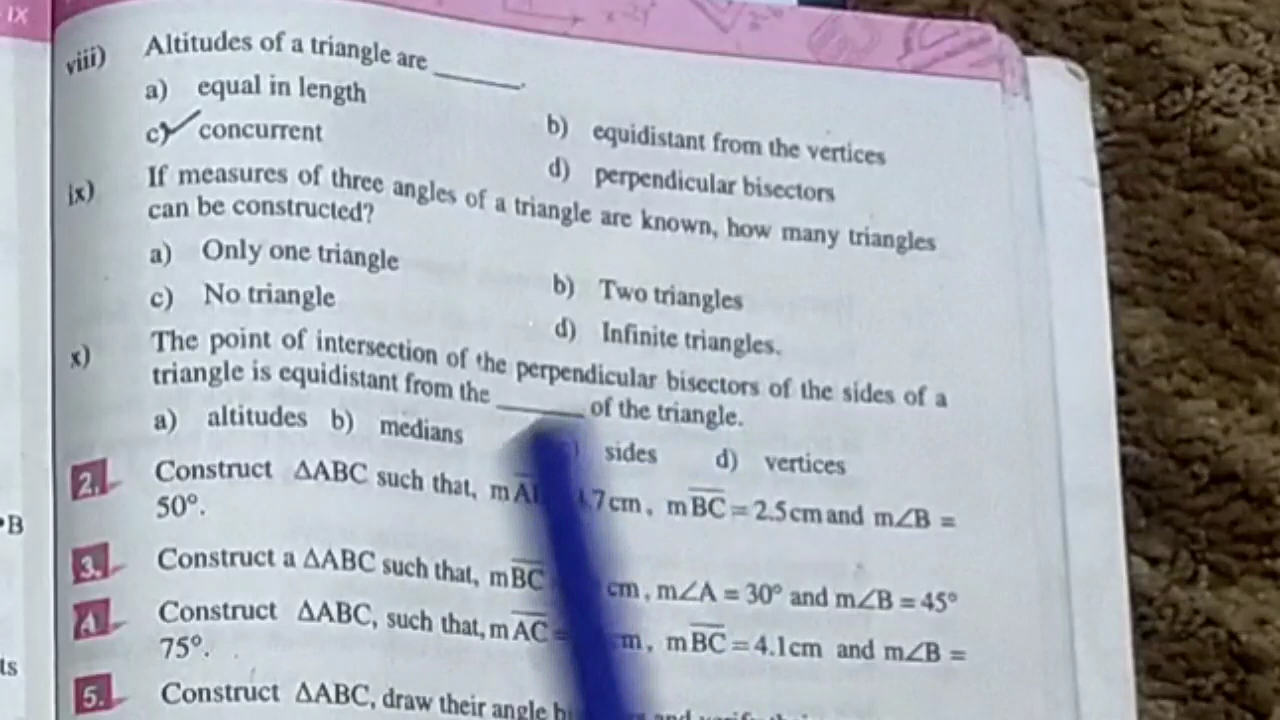 IX
viii) Altitudes of a triangle are ______.
a) equal in length
b) equidistant from the vertices
c) concurrent
d) perpendicular bisectors
ix) If measures of three angles of a triangle are known, how many triangles
can be constructed?
a) Only one triangle
b) Two triangles
c) No triangle
d) Infinite triangles.
x) The point of intersection of the perpendicular bisectors of the sides of a
triangle is equidistant from the ______ of the triangle.
a) altitudes b) medians sides d) vertices
2. Construct ΔABC such that, m 7cm, mBC = 2.5cm and m∠B =
50°.
B
3. Construct a ΔABC such that, mBC cm, m∠A = 30° and m∠B = 45°
4. Construct ΔABC, such that, mAC = m, mBC = 4.1cm and m∠B =
75°.
ts
5. Construct ΔABC, draw their angle and